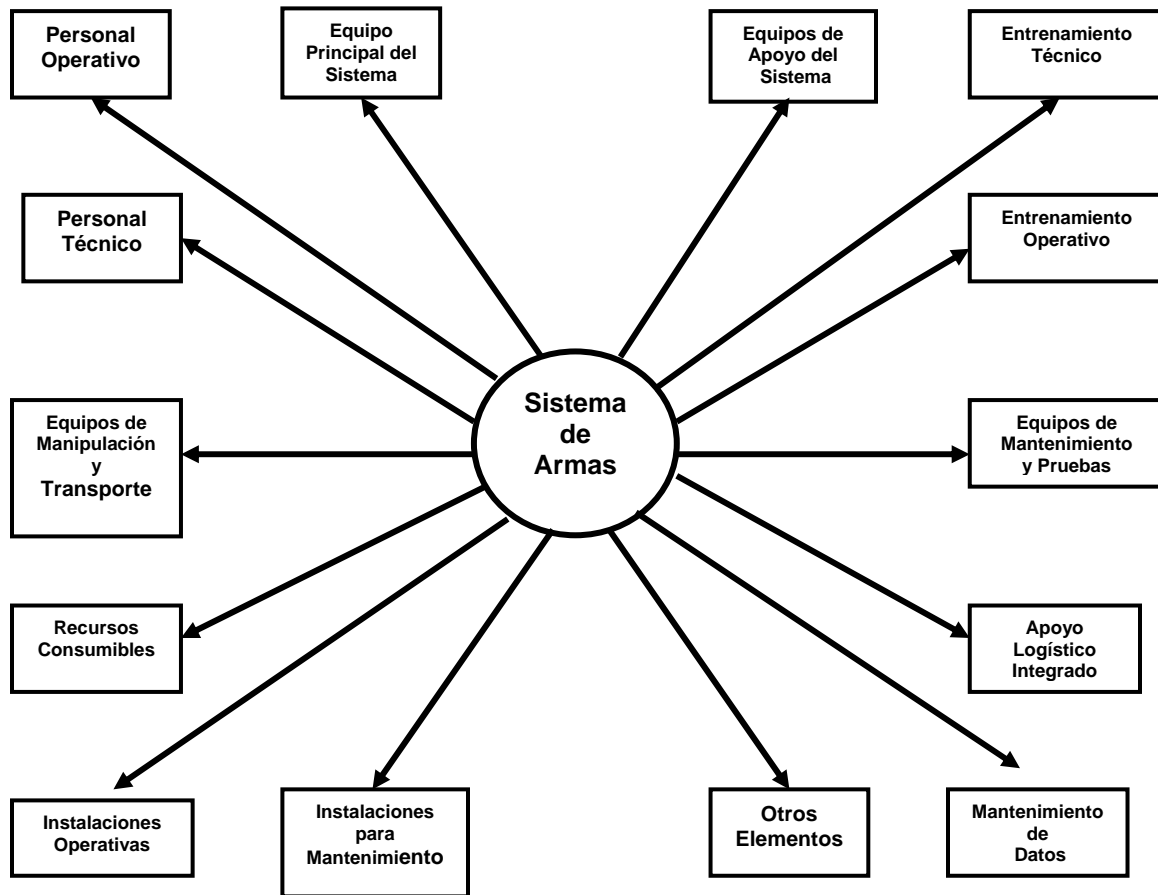 Personal
Operativo
Equipo
Principal del
Sistema
Equipos de
Apoyo del
Sistema
Entrenamiento
Técnico
Personal
Técnico
Entrenamiento
Operativo
Sistema
de
Armas
Equipos de
Manipulación
y
Transporte
Equipos de
Mantenimiento
y Pruebas
Recursos
Consumibles
Apoyo
Logístico
Integrado
Instalaciones
Operativas
Instalaciones
para
Mantenimiento
Otros
Elementos
Mantenimiento
de
Datos